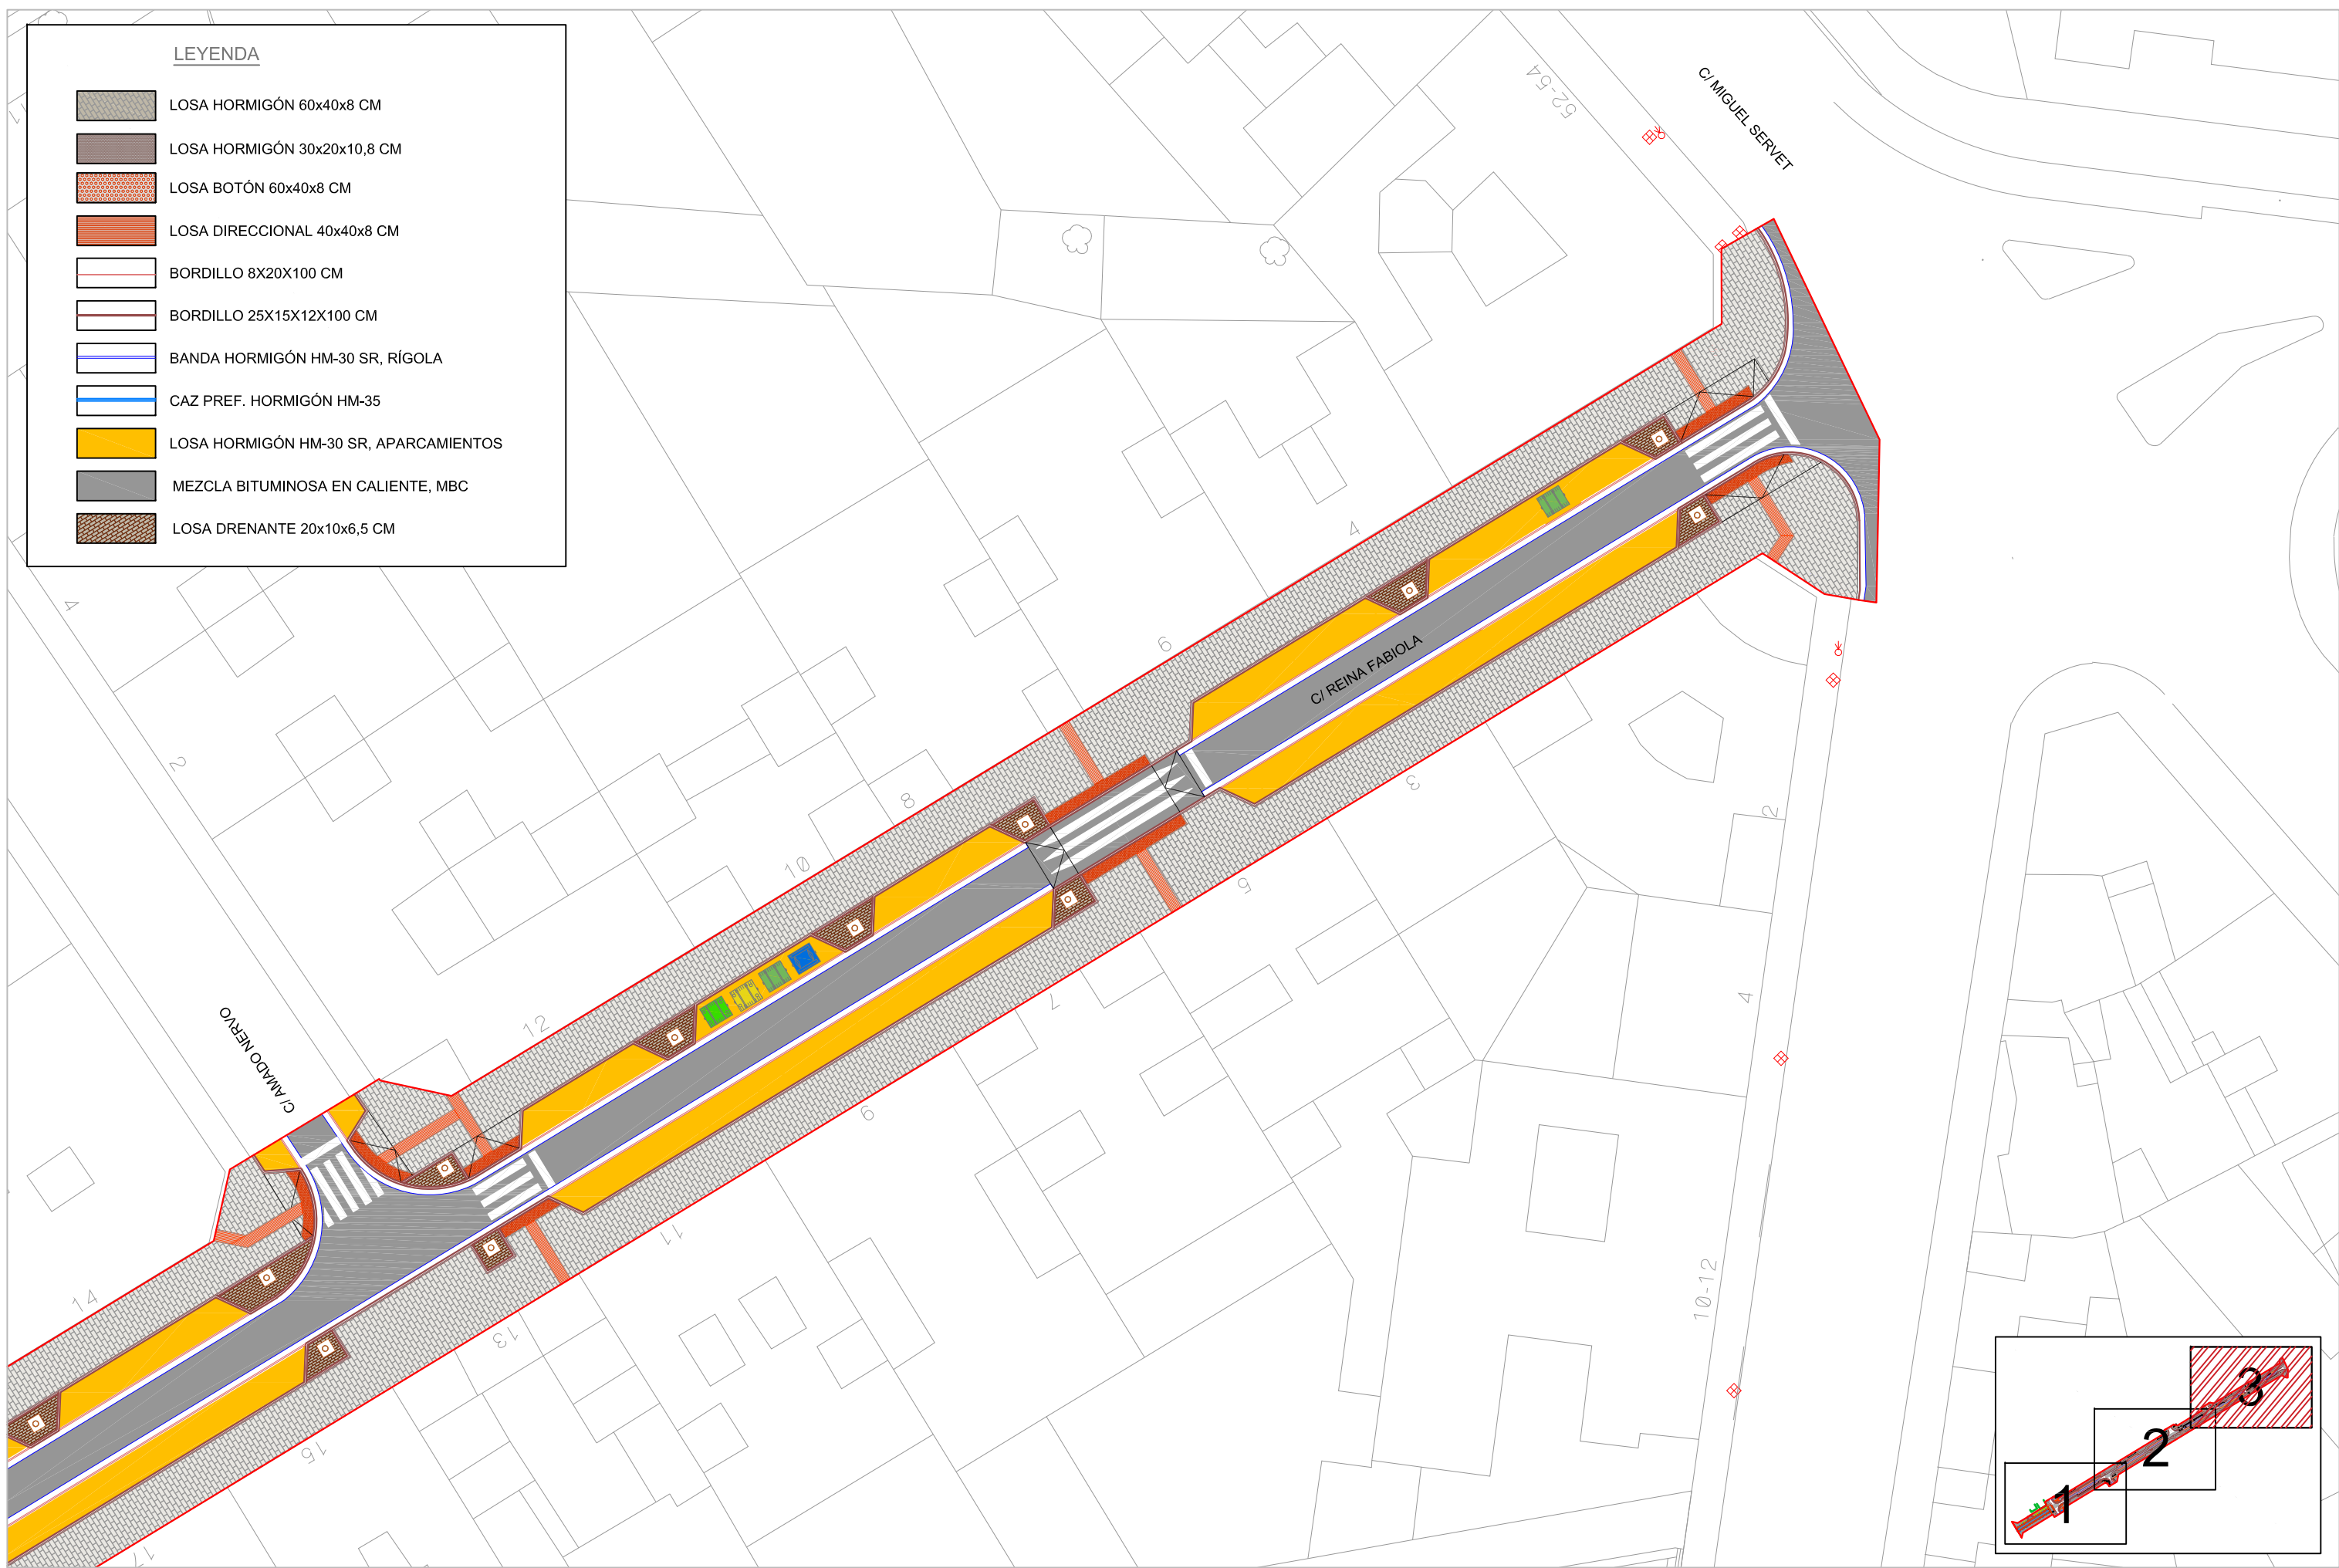 LEYENDA
LOSA HORMIGÓN 60x40x8 CM
LOSA HORMIGÓN 30x20x10,8 CM
LOSA BOTÓN 60x40x8 CM
LOSA DIRECCIONAL 40x40x8 CM
BORDILLO 8X20X100 CM
BORDILLO 25X15X12X100 CM
BANDA HORMIGÓN HM-30 SR, RÍGOLA
CAZ PREF. HORMIGÓN HM-35
LOSA HORMIGÓN HM-30 SR, APARCAMIENTOS
MEZCLA BITUMINOSA EN CALIENTE, MBC
LOSA DRENANTE 20x10x6,5 CM
52-54
C/ MIGUEL SERVET
4
6
C/ REINA FABIOLA
4
2
8
10
3
2
5
12
7
4
C/ AMADO NERVO
9
11
14
13
10-12
15
17
3
2
1